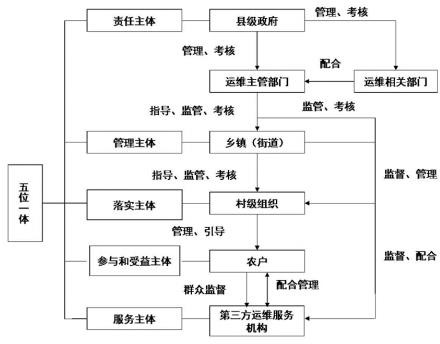 管理、考核
责任主体
县级政府
管理、考核
配合
运维主管部门
运维相关部门
指导、监管、考核
监管、考核
管理主体
乡镇（街道）
五位一体
指导、监管、考核
监督、管理
落实主体
村级组织
管理、引导
参与和受益主体
农户
监督、配合
群众监督
配合管理
服务主体
第三方运维服务
机构